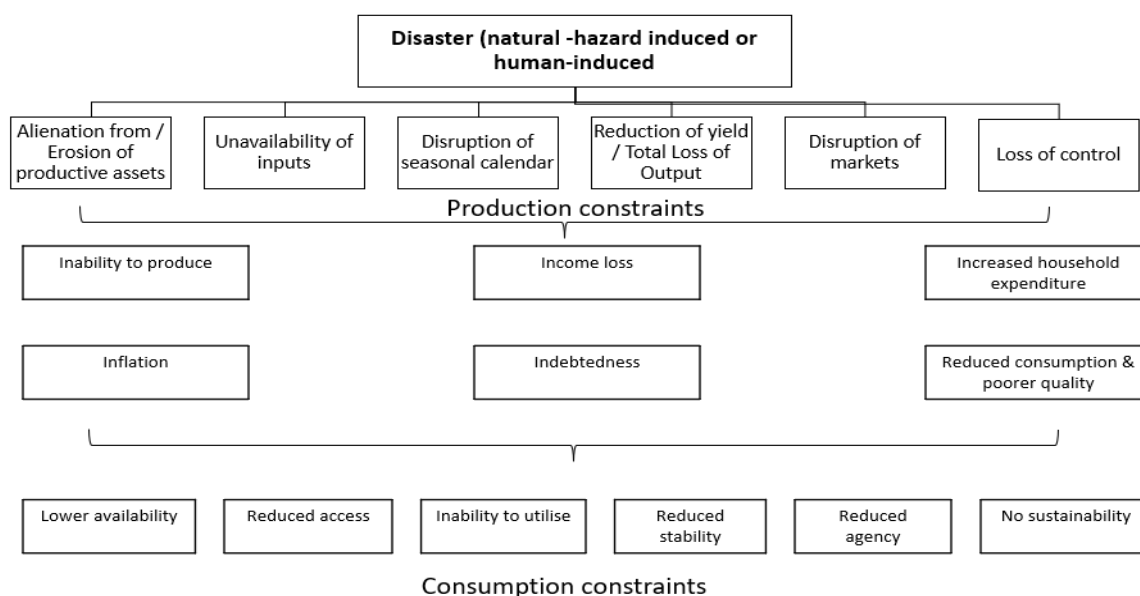 Disaster (natural -hazard induced or
human-induced
Alienation from /
Erosion of
productive assets
Unavailability of
inputs
Disruption of
seasonal calendar
Reduction of yield
/ Total Loss of
Output
Disruption of
markets
Loss of control
Production constraints
Inability to produce
Income loss
Increased household
expenditure
Inflation
Indebtedness
Reduced consumption &
poorer quality
Lower availability
Reduced access
Inability to utilise
Reduced
stability
Reduced
agency
No sustainability
Consumption constraints